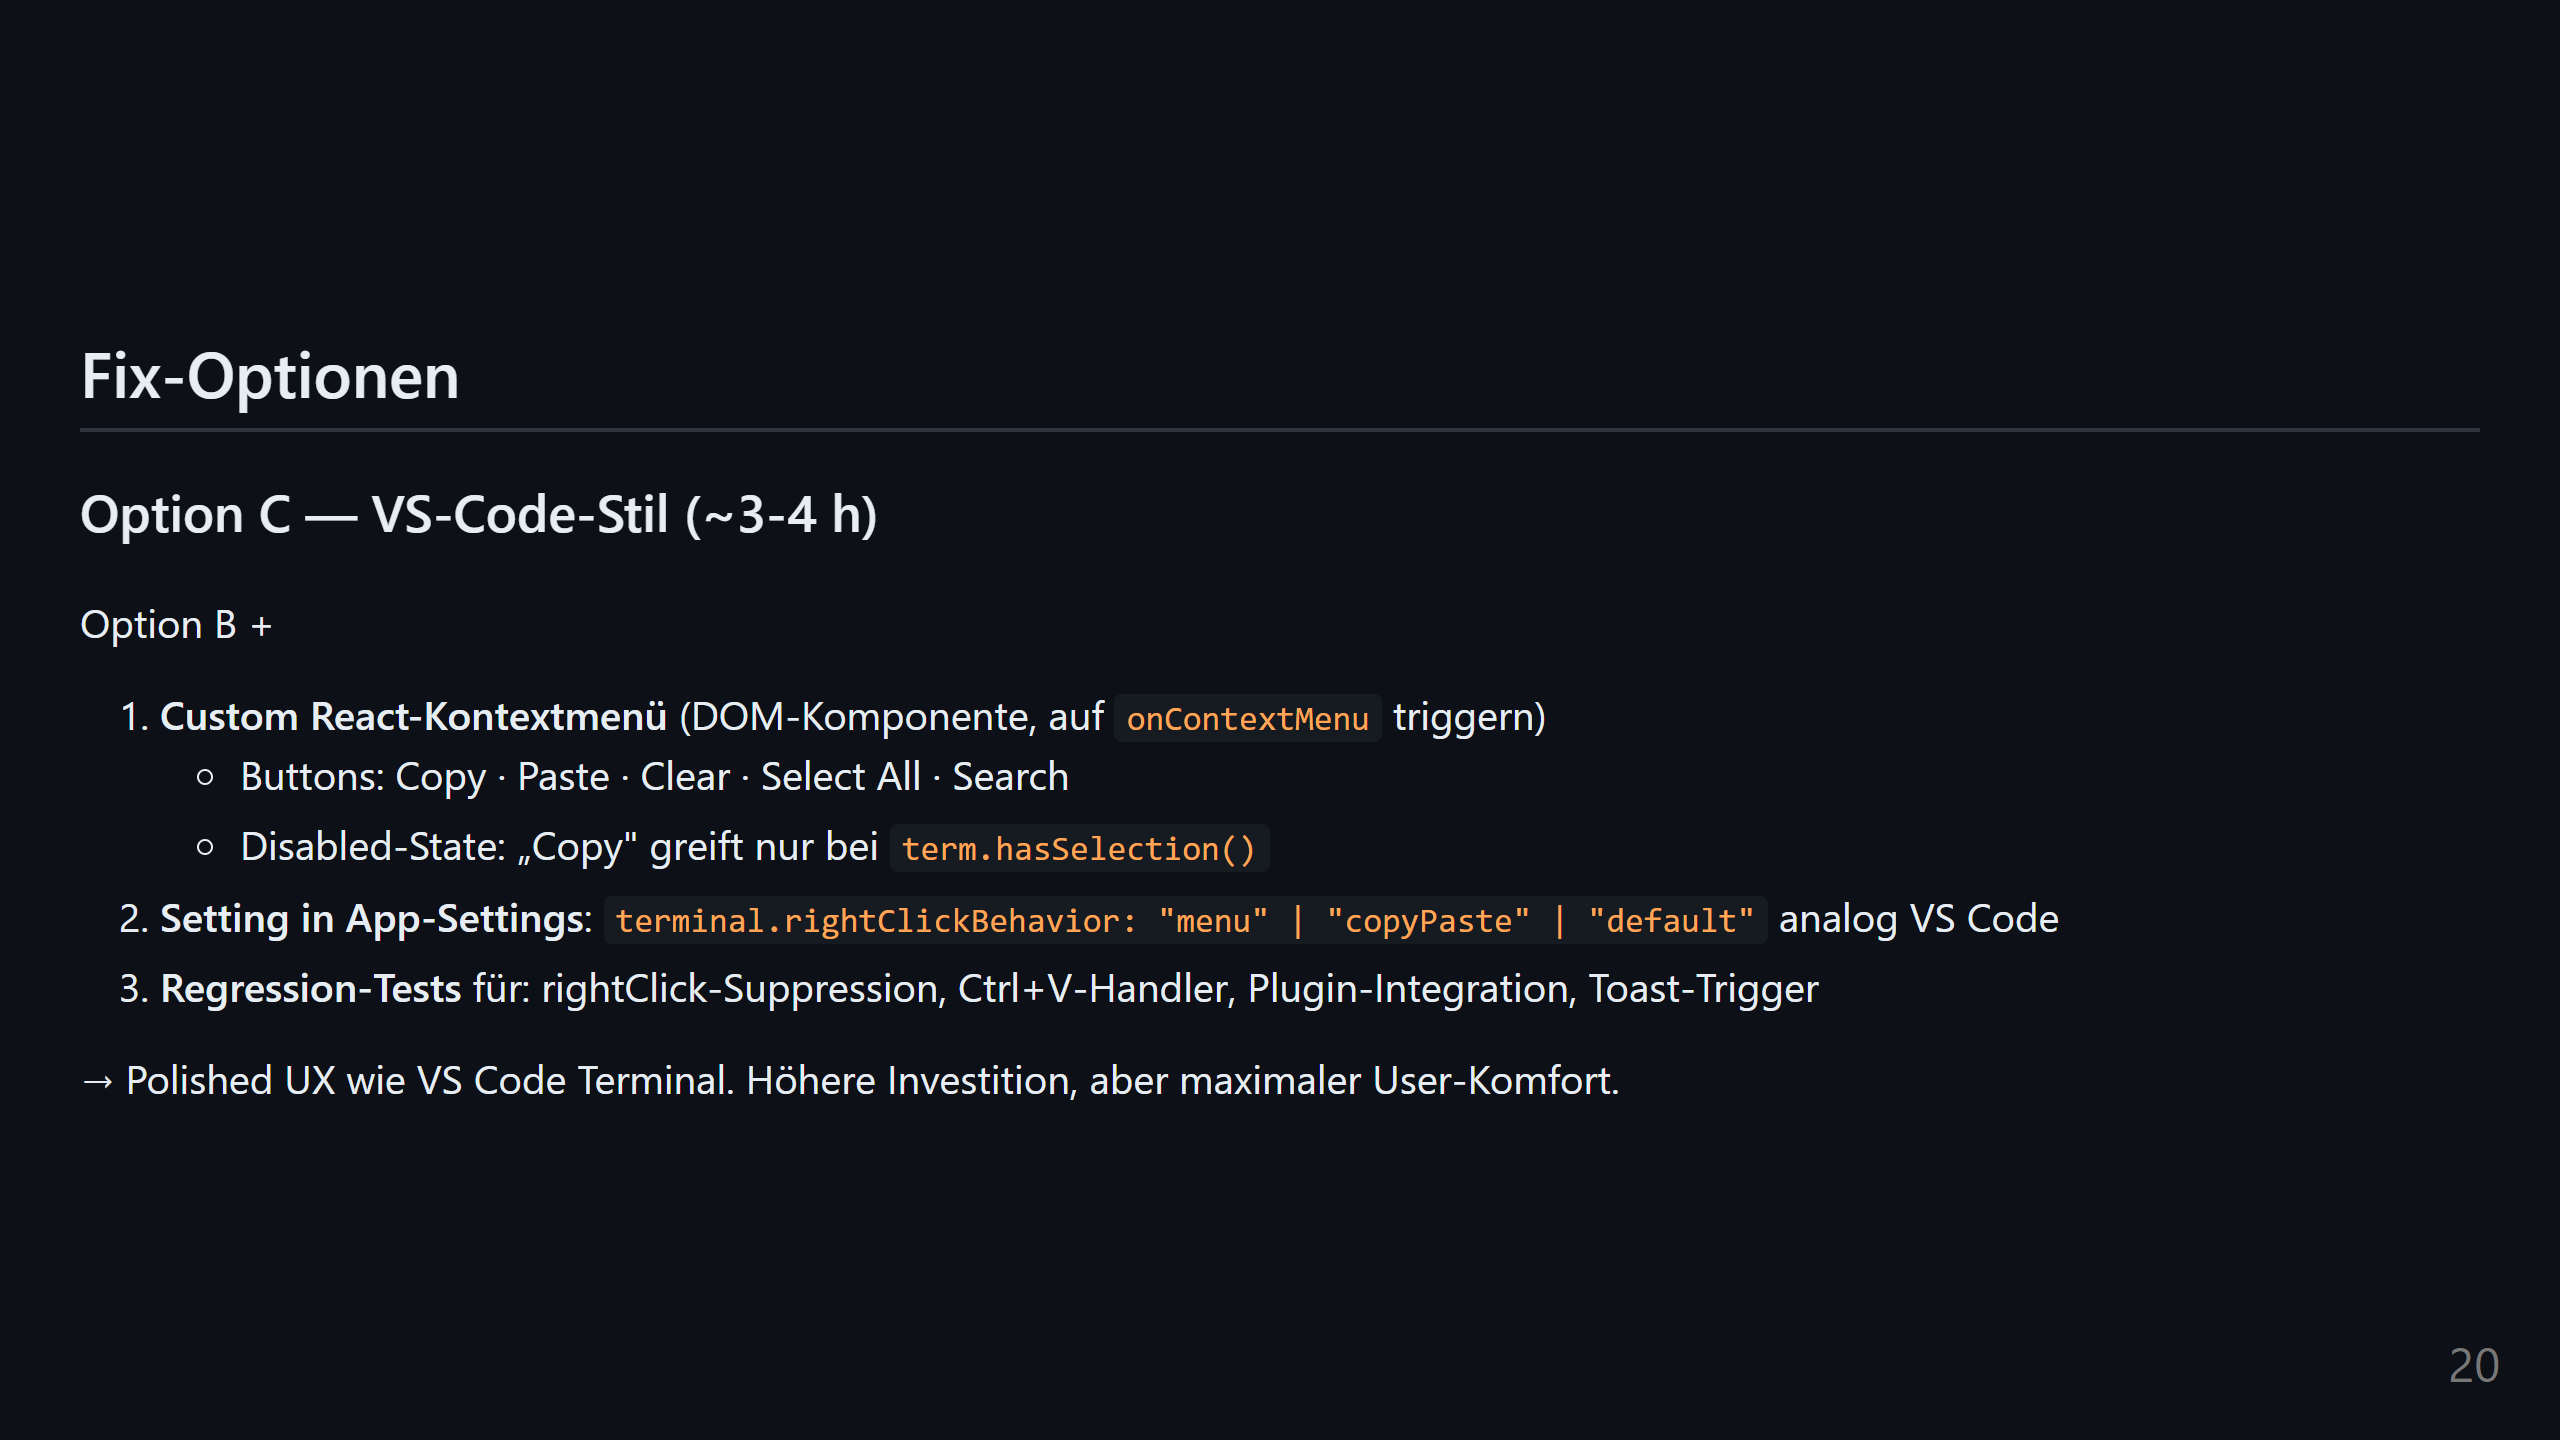 Fix-Optionen
Option C — VS-Code-Stil (~3-4 h)
Option B +
1. Custom React-Kontextmenü (DOM-Komponente, auf onContextMenu triggern)
○ Buttons: Copy · Paste · Clear · Select All · Search
○ Disabled-State: „Copy" greift nur bei term.hasSelection()
2. Setting in App-Settings: terminal.rightClickBehavior: "menu" | "copyPaste" | "default" analog VS Code
3. Regression-Tests für: rightClick-Suppression, Ctrl+V-Handler, Plugin-Integration, Toast-Trigger
→ Polished UX wie VS Code Terminal. Höhere Investition, aber maximaler User-Komfort.
20